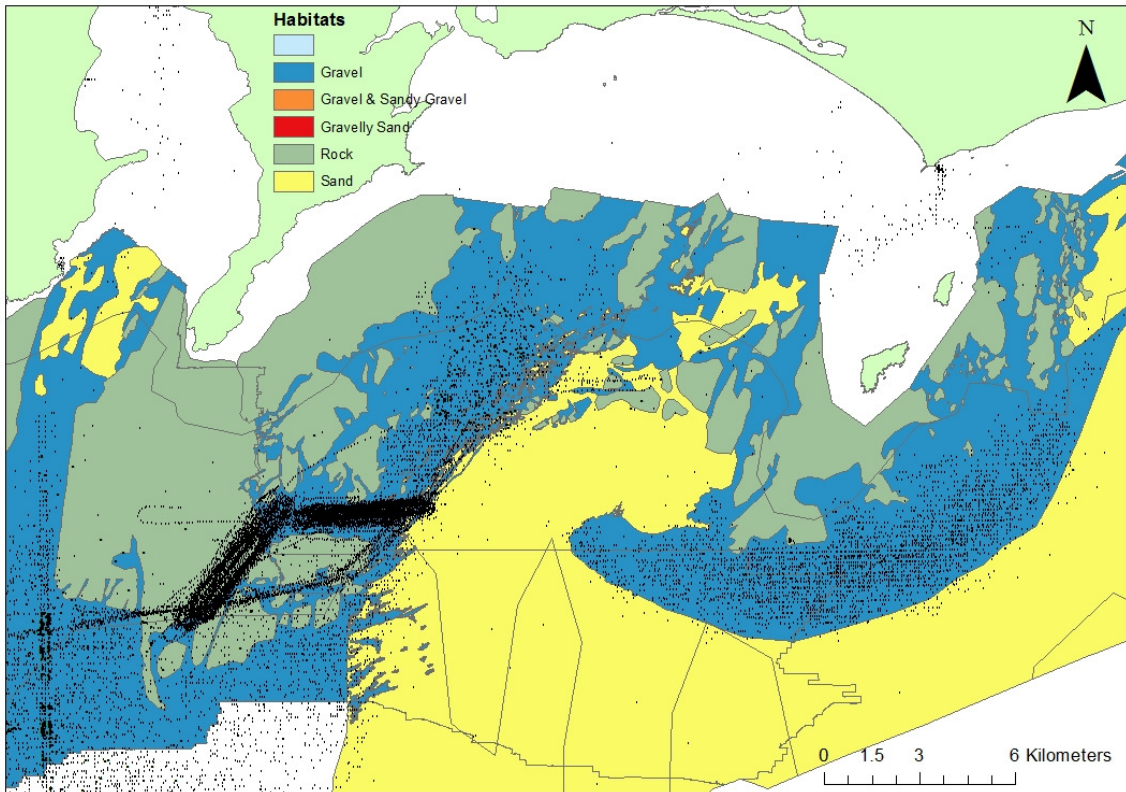 Habitats
Gravel
Gravel & Sandy Gravel
Gravelly Sand
Rock
Sand
N
0 1.5 3 6 Kilometers